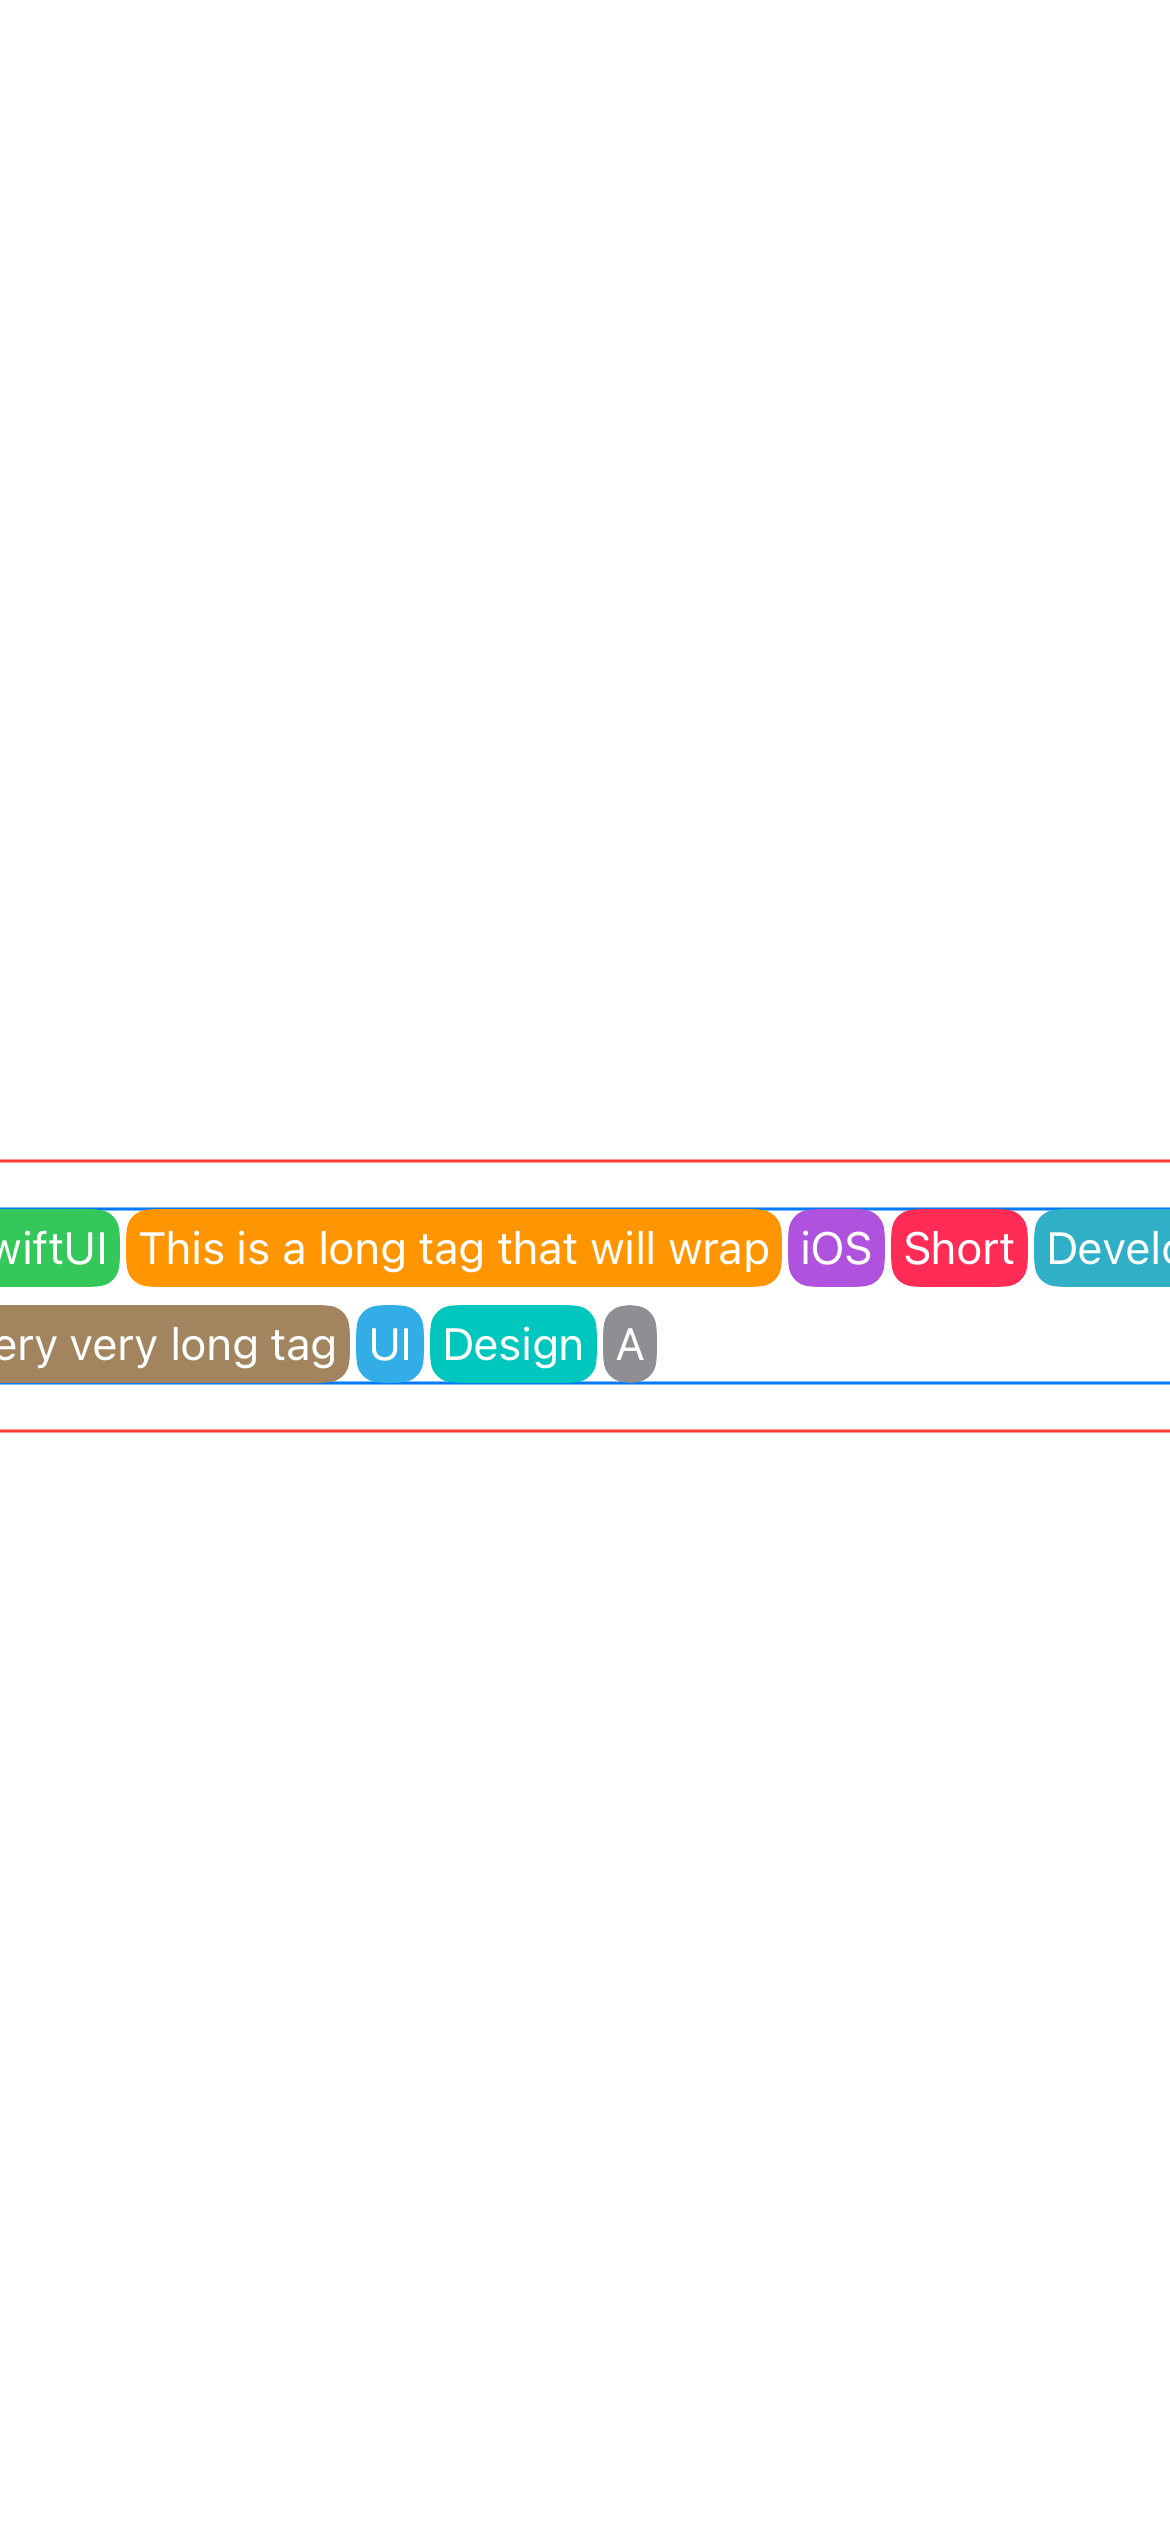 wiftUI This is a long tag that will wrap iOS Short Develo
ery very long tag UI Design A